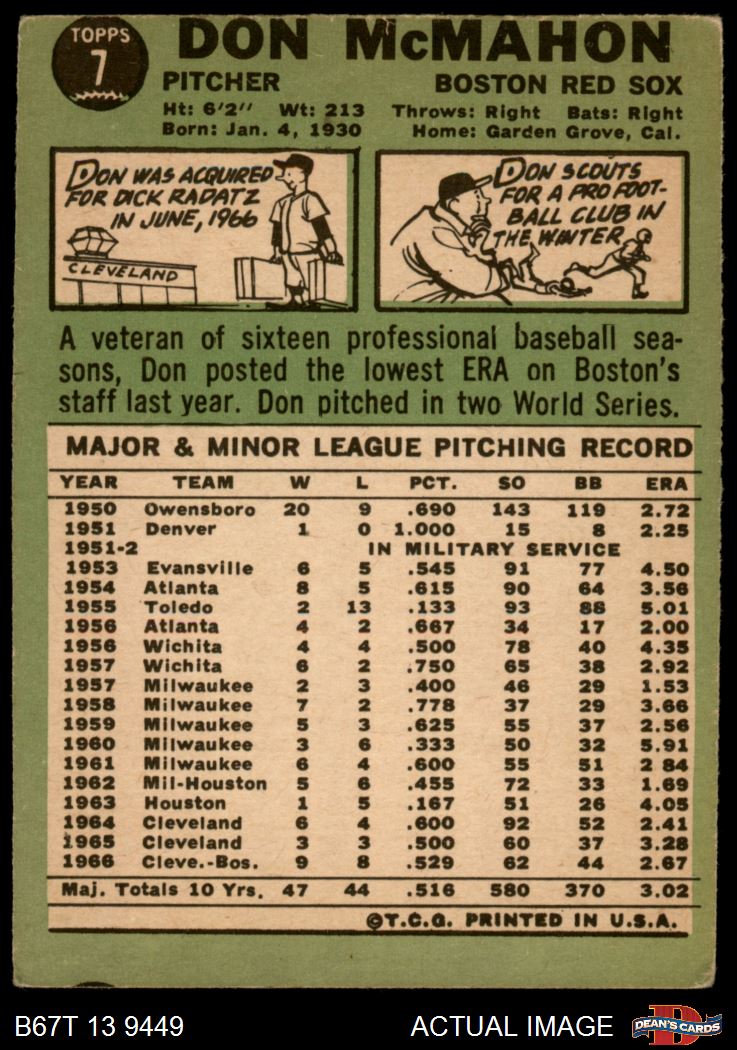 TOPPS
7
DON McMAHON
PITCHER BOSTON RED SOX
Ht: 6'2" Wt: 213 Throws: Right Bats: Right
Born: Jan. 4, 1930 Home: Garden Grove, Cal.
DON WAS ACQUIRED
FOR DICK RADATZ
IN JUNE, 1966
CLEVELAND
DON SCOUTS
FOR A PRO FOOT-
BALL CLUB IN
THE WINTER
A veteran of sixteen professional baseball sea-
sons, Don posted the lowest ERA on Boston's
staff last year. Don pitched in two World Series.
MAJOR & MINOR LEAGUE PITCHING RECORD
YEAR TEAM W L PCT. SO BB ERA
1950 Owensboro 20 9 .690 143 119 2.72
1951 Denver 1 0 1.000 15 8 2.25
1951-2 IN MILITARY SERVICE
1953 Evansville 6 5 .545 91 77 4.50
1954 Atlanta 8 5 .615 90 64 3.56
1955 Toledo 2 13 .133 93 88 5.01
1956 Atlanta 4 2 .667 34 17 2.00
1956 Wichita 4 4 .500 78 40 4.35
1957 Wichita 6 2 .750 65 38 2.92
1957 Milwaukee 2 3 .400 46 29 1.53
1958 Milwaukee 7 2 .778 37 29 3.66
1959 Milwaukee 5 3 .625 55 37 2.56
1960 Milwaukee 3 6 .333 50 32 5.91
1961 Milwaukee 6 4 .600 55 51 2 84
1962 Mil-Houston 5 6 .455 72 33 1.69
1963 Houston 1 5 .167 51 26 4.05
1964 Cleveland 6 4 .600 92 52 2.41
1965 Cleveland 3 3 .500 60 37 3.28
1966 Cleve.-Bos. 9 8 .529 62 44 2.67
Maj. Totals 10 Yrs. 47 44 .516 580 370 3.02
©T.C.G. PRINTED IN U.S.A.
B67T 13 9449 ACTUAL IMAGE DEAN'S CARDS